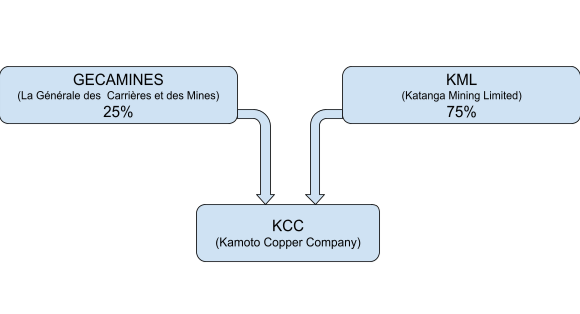 GECAMINES
(La Générale des Carrières et des Mines)
25%
KML
(Katanga Mining Limited)
75%
KCC
(Kamoto Copper Company)